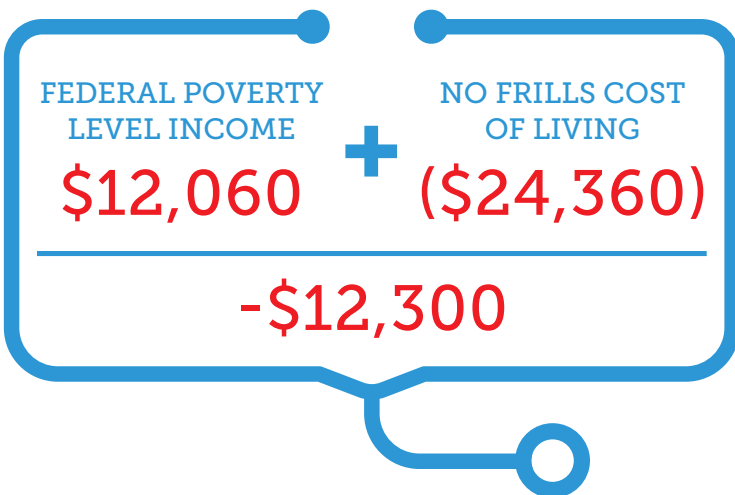 FEDERAL POVERTY
LEVEL INCOME
$12,060
+
NO FRILLS COST
OF LIVING
($24,360)
-$12,300